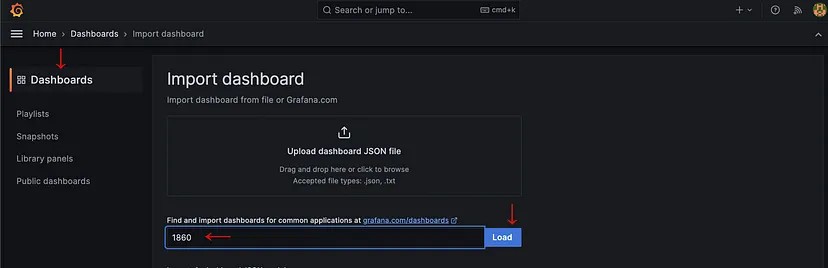 Search or jump to... cmd+k
Home > Dashboards > Import dashboard
Dashboards
Playlists
Snapshots
Library panels
Public dashboards
Import dashboard
Import dashboard from file or Grafana.com
Upload dashboard JSON file
Drag and drop here or click to browse
Accepted file types: .json, .txt
Find and import dashboards for common applications at grafana.com/dashboards
1860
Load